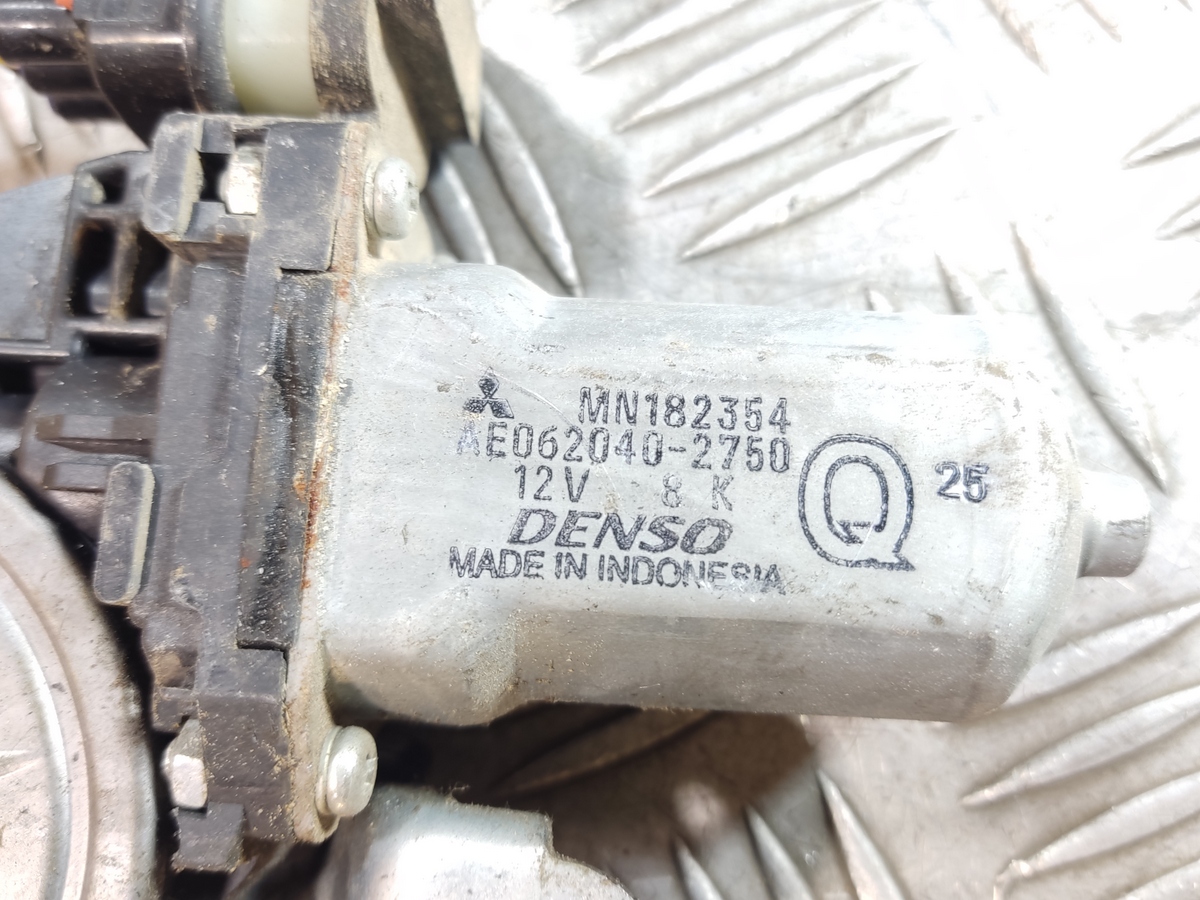 MN182354
AE062040-2750
12V 8 K
DENSO
MADE IN INDONESIA
Q
25